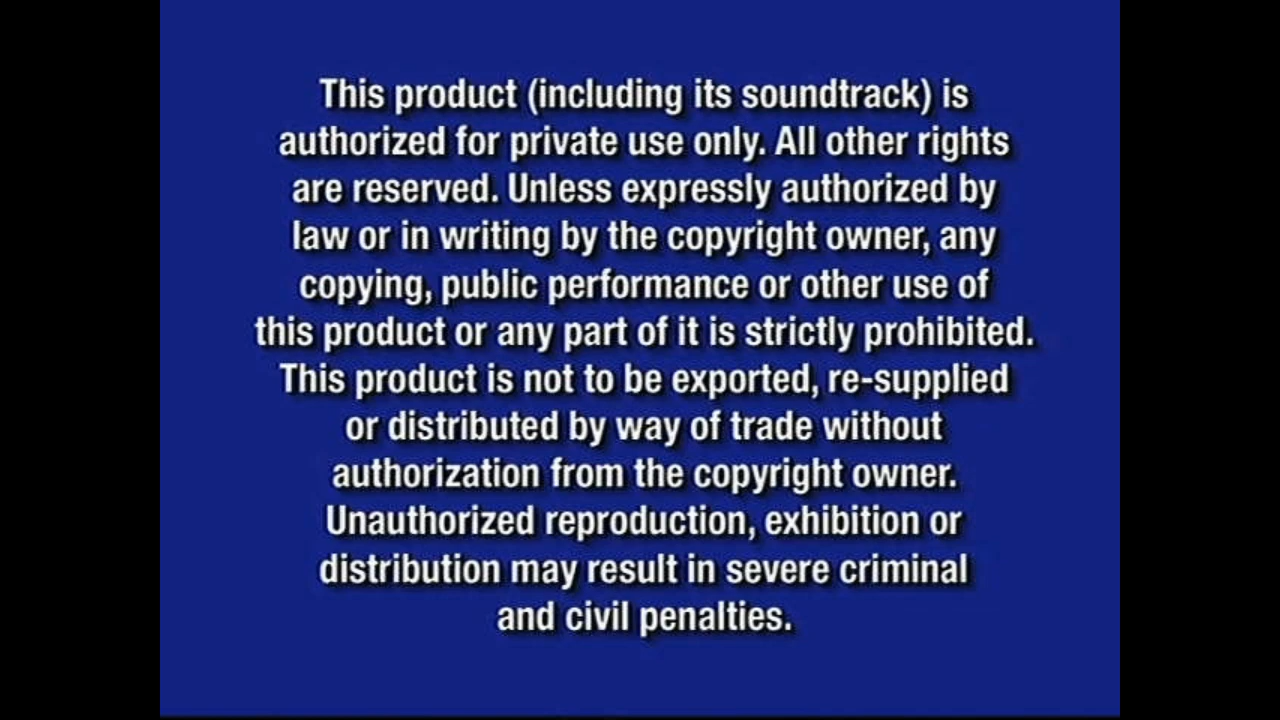 This product (including its soundtrack) is
authorized for private use only. All other rights
are reserved. Unless expressly authorized by
law or in writing by the copyright owner, any
copying, public performance or other use of
this product or any part of it is strictly prohibited.
This product is not to be exported, re-supplied
or distributed by way of trade without
authorization from the copyright owner.
Unauthorized reproduction, exhibition or
distribution may result in severe criminal
and civil penalties.